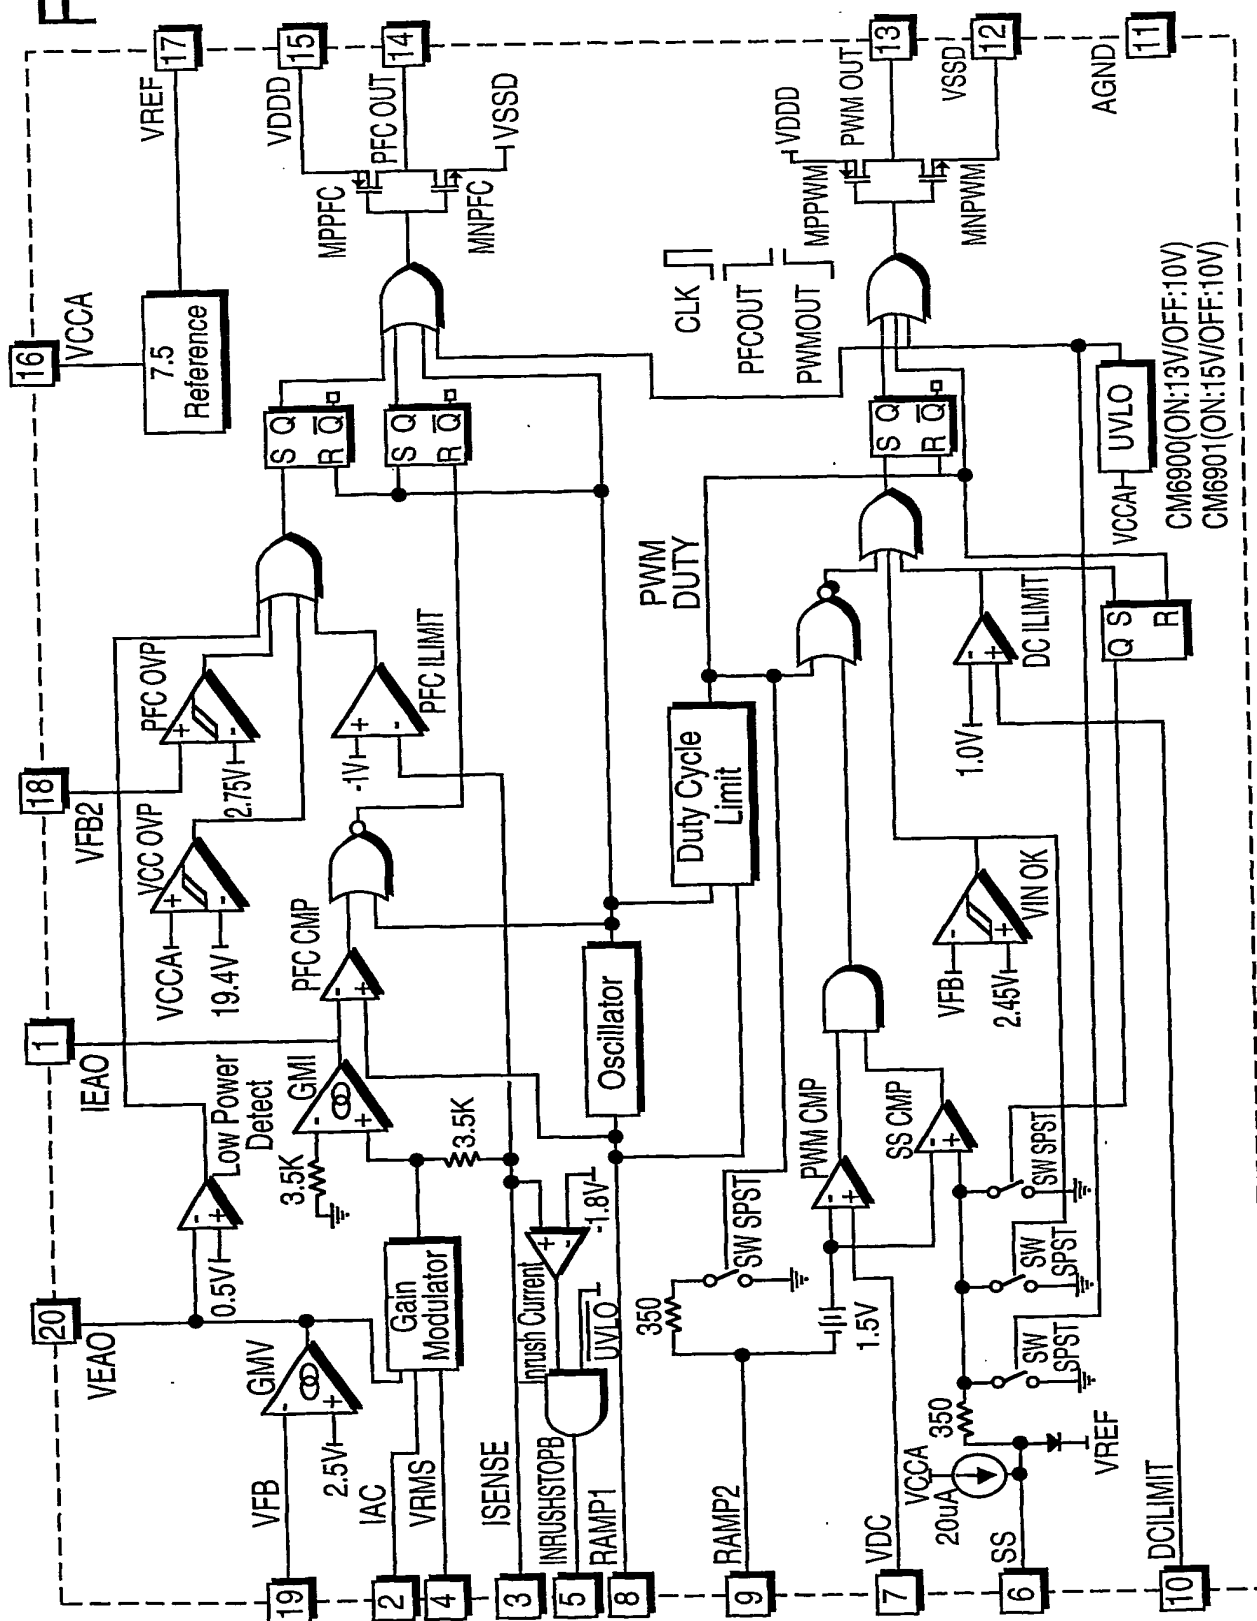 17
VREF
15
VDDD
14
PFC OUT
VSSD
MPPFC
MNPFC
13
PWM OUT
12
VSSD
VDDD
MPPWM
MNPWM
11
AGND
16
VCCA
7.5
Reference
S Q
R Q
S Q
R Q
CLK
PFCOUT
PWMOUT
S Q
R Q
UVLO
VCCA
CM6900(ON:13V/OFF:10V)
CM6901(ON:15V/OFF:10V)
18
VFB2
PFC OVP
+
-
2.75V
VCC OVP
+
-
VCCA
19.4V
PFC ILIMIT
+
-
-1V
PWM
DUTY
Duty Cycle
Limit
DC ILIMIT
-
+
1.0V
Q S
R
1
IEAO
PFC CMP
-
+
Oscillator
VIN OK
-
+
VFB
2.45V
Low Power
Detect
-
+
0.5V
GMI
-
+
3.5K
3.5K
PWM CMP
-
+
SS CMP
-
+
20
VEAO
GMV
-
+
2.5V
Gain
Modulator
+
-
-1.8V
Inrush Current
UVLO
350
SW SPST
1.5V
SW SPST
SW
SPST
SW
SPST
350
VCCA
20uA
VREF
19
VFB
2
IAC
4
VRMS
3
ISENSE
5
INRUSHSTOPB
8
RAMP1
9
RAMP2
7
VDC
6
SS
10
DCILIMIT